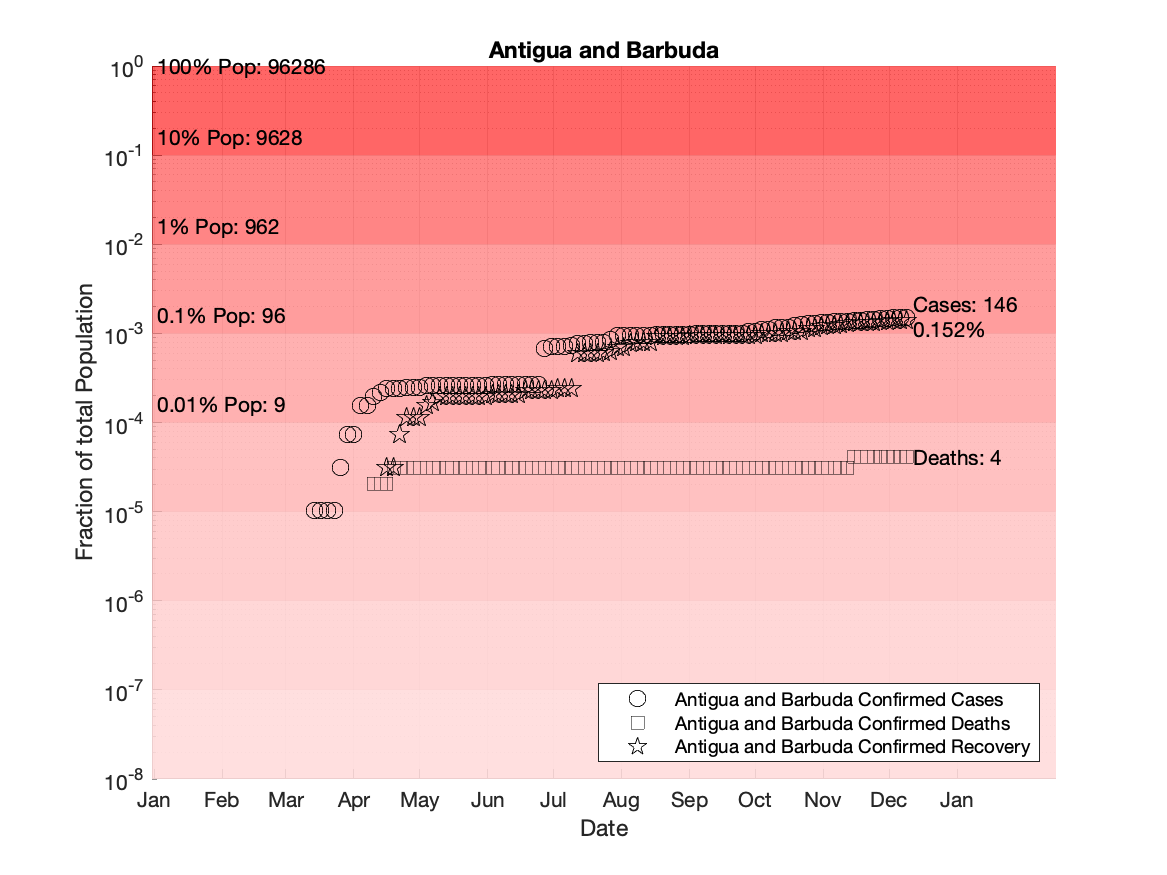 Antigua and Barbuda
10^0
100% Pop: 96286
10% Pop: 9628
10^-1
1% Pop: 962
10^-2
0.1% Pop: 96
10^-3
0.01% Pop: 9
10^-4
10^-5
10^-6
10^-7
10^-8
Fraction of total Population
Cases: 146
0.152%
Deaths: 4
Antigua and Barbuda Confirmed Cases
Antigua and Barbuda Confirmed Deaths
Antigua and Barbuda Confirmed Recovery
Jan Feb Mar Apr May Jun Jul Aug Sep Oct Nov Dec Jan
Date